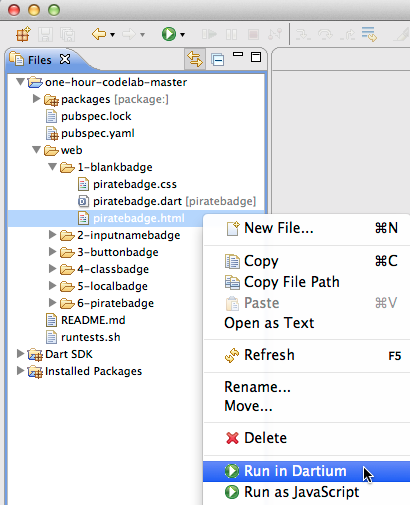 Files
one-hour-codelab-master
packages [package:]
pubspec.lock
pubspec.yaml
web
1-blankbadge
piratebadge.css
piratebadge.dart [piratebadge]
piratebadge.html
2-inputnamebadge
3-buttonbadge
4-classbadge
5-localbadge
6-piratebadge
README.md
runtests.sh
Dart SDK
Installed Packages
New File... ⌘N
Copy ⌘C
Copy File Path
Paste ⌘V
Open as Text
Refresh F5
Rename...
Move...
Delete
Run in Dartium
Run as JavaScript